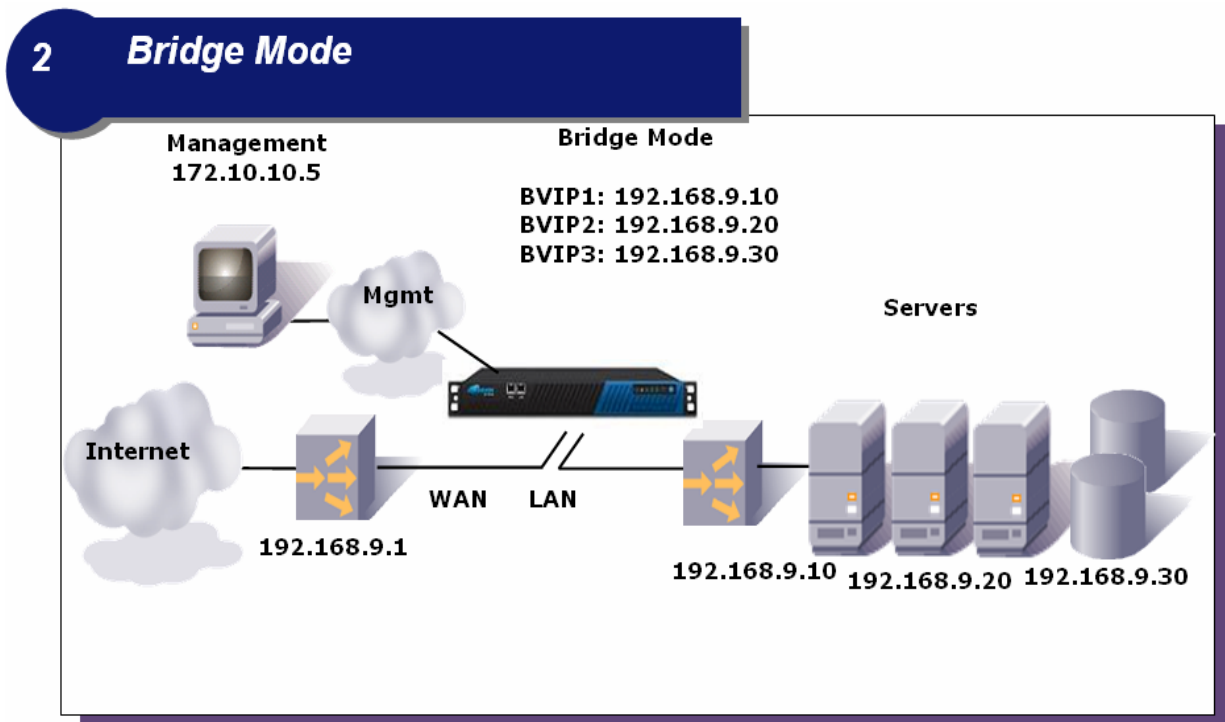 2
Bridge Mode
Management
172.10.10.5
Bridge Mode
BVIP1: 192.168.9.10
BVIP2: 192.168.9.20
BVIP3: 192.168.9.30
Mgmt
Servers
Internet
WAN
LAN
192.168.9.1
192.168.9.10
192.168.9.20
192.168.9.30